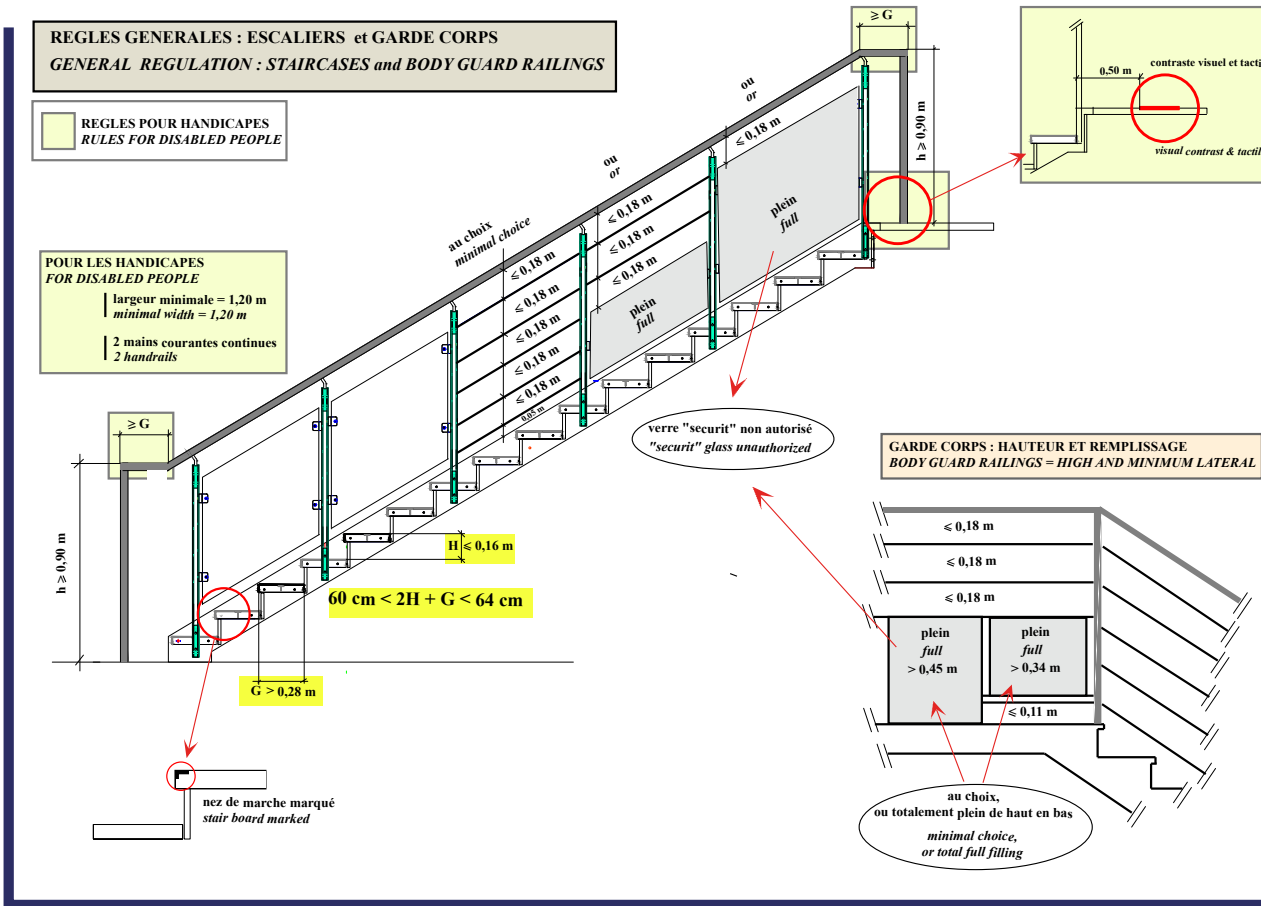 REGLES GENERALES : ESCALIERS et GARDE CORPS
GENERAL REGULATION : STAIRCASES and BODY GUARD RAILINGS
REGLES POUR HANDICAPES
RULES FOR DISABLED PEOPLE
POUR LES HANDICAPES
FOR DISABLED PEOPLE
largeur minimale = 1,20 m
minimal width = 1,20 m
2 mains courantes continues
2 handrails
≥ G
h ≥ 0,90 m
au choix
minimal choice
≤ 0,18 m
≤ 0,18 m
≤ 0,18 m
≤ 0,18 m
≤ 0,18 m
0,05 m
ou
or
≤ 0,18 m
≤ 0,18 m
≤ 0,18 m
plein
full
ou
or
≤ 0,18 m
plein
full
≥ G
h ≥ 0,90 m
0,50 m
contraste visuel et tacti
visual contrast & tactil
H ≤ 0,16 m
60 cm < 2H + G < 64 cm
G > 0,28 m
nez de marche marqué
stair board marked
verre "securit" non autorisé
"securit" glass unauthorized
GARDE CORPS : HAUTEUR ET REMPLISSAGE
BODY GUARD RAILINGS = HIGH AND MINIMUM LATERAL
≤ 0,18 m
≤ 0,18 m
≤ 0,18 m
plein
full
> 0,45 m
plein
full
> 0,34 m
≤ 0,11 m
au choix,
ou totalement plein de haut en bas
minimal choice,
or total full filling